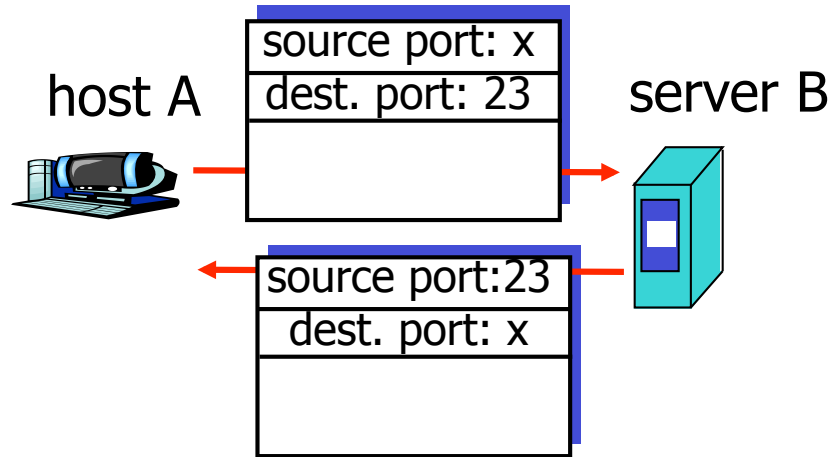 source port: x
dest. port: 23
host A
server B
source port:23
dest. port: x